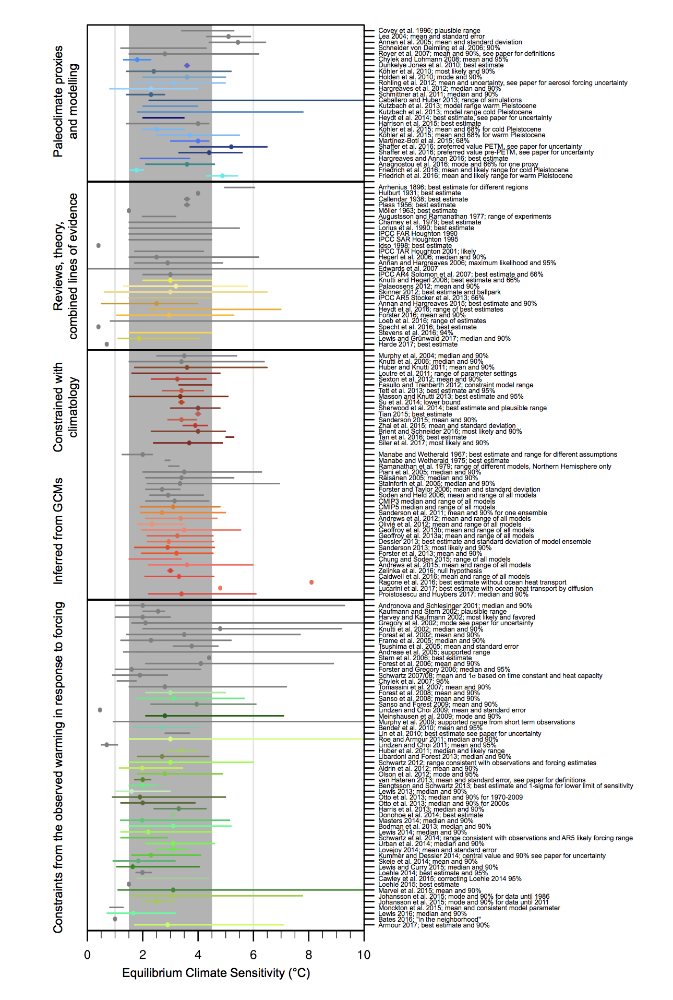 Paleoclimate proxies
and modelling
Covey et al. 1996; plausible range
Lea 2004; mean and standard error
Annan et al. 2005; mean and standard deviation
Schneider von Deimling et al. 2006; 90%
Royer et al. 2007; mean and 90%, see paper for definitions
Chylek and Lohmann 2008; mean and 95%
Dunkelye Jones et al. 2010; best estimate
Köhler et al. 2010; most likely and 90%
Holden et al. 2010; mode and 90%
Rohling et al. 2012; mean and uncertainty, see paper for aerosol forcing uncertainty
Hargreaves et al. 2012; median and 90%
Schmittner at al. 2011; median and 90%
Caballero and Huber 2013; range of simulations
Kutzbach et al. 2013; model range warm Pleistocene
Kutzbach et al. 2013; model range cold Pleistocene
Heydt et al. 2014; best estimate, see paper for uncertainty
Harrison et al. 2015; best estimate
Köhler et al. 2015; mean and 68% for cold Pleistocene
Köhler et al. 2015; mean and 68% for warm Pleistocene
Martínez-Botí et al. 2015; 68%
Shaffer et al. 2016; preferred value PETM, see paper for uncertainty
Shaffer et al. 2016; preferred value pre-PETM, see paper for uncertainty
Hargreaves and Annan 2016; best estimate
Anagnostou et al. 2016; mode and 66% for one proxy
Friedrich et al. 2016; mean and likely range for cold Pleistocene
Friedrich et al. 2016; mean and likely range for warm Pleistocene
Reviews, theory,
combined lines of evidence
Arrhenius 1896; best estimate for different regions
Hulburt 1931; best estimate
Callendar 1938; best estimate
Plass 1956; best estimate
Möller 1963; best estimate
Augustsson and Ramanathan 1977; range of experiments
Charney et al. 1979; best estimate
Lorius et al. 1990; best estimate
IPCC FAR Houghton 1990
IPCC SAR Houghton 1995
Idso 1998; best estimate
IPCC TAR Houghton 2001; likely
Hegerl et al. 2006; median and 90%
Annan and Hargreaves 2006; maximum likelihood and 95%
Edwards et al. 2007
IPCC AR4 Solomon et al. 2007; best estimate and 66%
Knutti and Hegerl 2008; best estimate and 66%
Palaeosens 2012; mean and 90%
Skinner 2012; best estimate and ballpark
IPCC AR5 Stocker et al. 2013; 66%
Annan and Hargreaves 2015; best estimate and 90%
Heydt et al. 2016; range of best estimates
Forster 2016; mean and 90%
Loeb et al. 2016; range of estimates
Specht et al. 2016; best estimate
Stevens et al. 2016; 94%
Lewis and Grünwald 2017; median and 90%
Harde 2017; best estimate
Constrained with
climatology
Murphy et al. 2004; median and 90%
Knutti et al. 2006; median and 90%
Huber and Knutti 2011; mean and 90%
Loutre et al. 2011; range of parameter settings
Sexton et al. 2012; mean and 90%
Fasullo and Trenberth 2012; constraint model range
Tett et al. 2013; best estimate and 95%
Masson and Knutti 2013; best estimate and 95%
Su et al. 2014; lower bound
Sherwood et al. 2014; best estimate and plausible range
Tian 2015; best estimate
Sanderson 2015; mean and 90%
Zhai et al. 2015; mean and standard deviation
Brient and Schneider 2016; most likely and 90%
Tan et al. 2016; best estimate
Siler et al. 2017; most likely and 90%
Inferred from GCMs
Manabe and Wetherald 1967; best estimate and range for different assumptions
Manabe and Wetherald 1975; best estimate
Ramanathan et al. 1979; range of different models, Northern Hemisphere only
Piani et al. 2005; median and 90%
Räisänen 2005; median and 90%
Stainforth et al. 2005; median and 90%
Forster and Taylor 2006; mean and standard deviation
Soden and Held 2006; mean and range of all models
CMIP3 median and range of all models
CMIP5 median and range of all models
Sanderson et al. 2011; mean and 90% for one ensemble
Andrews et al. 2012; mean and range of all models
Olivié et al. 2012; mean and range of all models
Geoffroy et al. 2013b; mean and range of all models
Geoffroy et al. 2013a; mean and range of all models
Dessler 2013; best estimate and standard deviation of model ensemble
Sanderson 2013; most likely and 90%
Forster et al. 2013; mean and 90%
Chung and Soden 2015; range of all models
Andrews et al. 2015; mean and range of all models
Zelinka et al. 2016; null hypothesis
Caldwell et al. 2016; mean and range of all models
Ragone et al. 2016; best estimate without ocean heat transport
Lucarini et al. 2017; best estimate with ocean heat transport by diffusion
Proistosescu and Huybers 2017; median and 90%
Constraints from the observed warming in response to forcing
Andronova and Schlesinger 2001; median and 90%
Kaufmann and Stern 2002; plausible range
Harvey and Kaufmann 2002; most likely and favored
Gregory et al. 2002; mode see paper for uncertainty
Knutti et al. 2002; median and 90%
Forest et al. 2002; mean and 90%
Frame et al. 2005; median and 90%
Tsushima et al. 2005; mean and standard error
Andreae et al. 2005; supported range
Stern et al. 2006; best estimate
Forest et al. 2006; mean and 90%
Forster and Gregory 2006; median and 95%
Schwartz 2007/08; mean and 1σ based on time constant and heat capacity
Chylek et al. 2007; 95%
Tomassini et al. 2007; mean and 90%
Forest et al. 2008; mean and 90%
Sanso et al. 2008; mean and 90%
Sanso and Forest 2009; mean and 90%
Lindzen and Choi 2009; mean and standard error
Meinshausen et al. 2009; mode and 90%
Murphy et al. 2009; supported range from short term observations
Bender et al. 2010; mean and 95%
Lin et al. 2010; best estimate see paper for uncertainty
Roe and Armour 2011; median and 90%
Lindzen and Choi 2011; mean and 95%
Huber et al. 2011; median and likely range
Libardoni and Forest 2013; median and 90%
Schwartz 2012; range consistent with observations and forcing estimates
Aldrin et al. 2012; mean and 90%
Olson et al. 2012; mode and 95%
van Hateren 2013; mean and standard error, see paper for definitions
Bengtsson and Schwartz 2013; best estimate and 1-sigma for lower limit of sensitivity
Lewis 2013; median and 90%
Otto et al. 2013; median and 90% for 1970-2009
Otto et al. 2013; median and 90% for 2000s
Harris et al. 2013; median and 90%
Donohoe et al. 2014; best estimate
Masters 2014; median and 90%
Bodman et al. 2013; median and 90%
Lewis 2014; median and 90%
Schwartz et al. 2014; range consistent with observations and AR5 likely forcing range
Urban et al. 2014; median and 90%
Lovejoy 2014; mean and standard error
Kummer and Dessler 2014; central value and 90% see paper for uncertainty
Skeie et al. 2014; mean and 90%
Lewis and Curry 2015; median and 90%
Loehle 2014; best estimate and 95%
Cawley et al. 2015; correcting Loehle 2014 95%
Loehle 2015; best estimate
Marvel et al. 2015; mean and 90%
Johansson et al. 2015; mode and 90% for data until 1986
Johansson et al. 2015; mode and 90% for data until 2011
Monckton et al. 2015; mean and consistent model parameter
Lewis 2016; median and 90%
Bates 2016; "in the neighborhood"
Armour 2017; best estimate and 90%
0 2 4 6 8 10
Equilibrium Climate Sensitivity (°C)